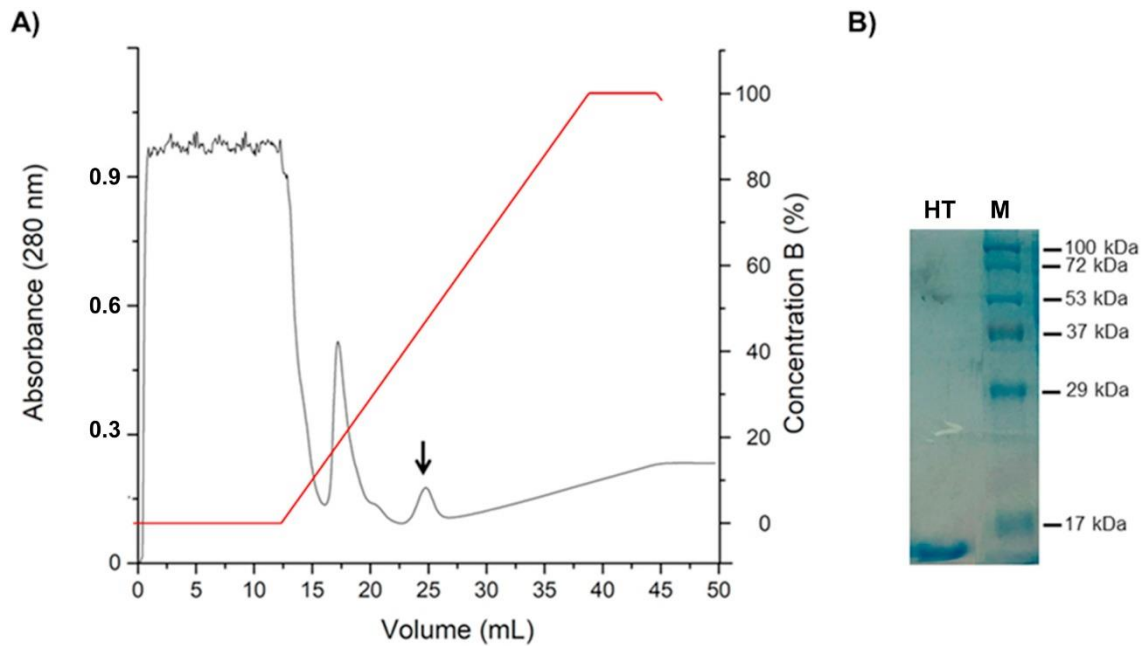 A)
Absorbance (280 nm)
0.9
0.6
0.3
0
0 5 10 15 20 25 30 35 40 45 50
Volume (mL)
100
80
60
40
20
0
Concentration B (%)
B)
HT M
100 kDa
72 kDa
53 kDa
37 kDa
29 kDa
17 kDa